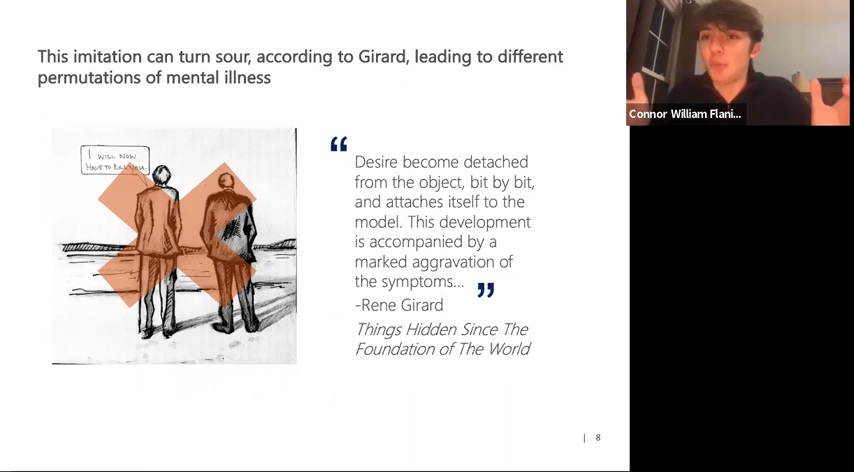 This imitation can turn sour, according to Girard, leading to different
permutations of mental illness
I WILL NOW
HAVE TO KILL YOU.
“
Desire become detached
from the object, bit by bit,
and attaches itself to the
model. This development
is accompanied by a
marked aggravation of
the symptoms...
”
-Rene Girard
Things Hidden Since The
Foundation of The World
| 8
Connor William Flani...